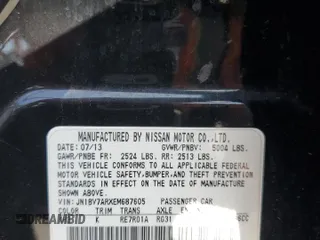 MANUFACTURED BY NISSAN MOTOR CO.,LTD.
DATE: 07/13 GVWR/PNBV: 5004 LBS.
GAWR/PNBE FR: 2524 LBS. RR: 2513 LBS.
THIS VEHICLE CONFORMS TO ALL APPLICABLE FEDERAL
MOTOR VEHICLE SAFETY, BUMPER, AND THEFT
PREVENTION STANDARDS IN EFFECT
ON THE DATE OF MANUFACTURE SHOWN ABOVE.
VIN: JN1BV7ARXEM687605 PASSENGER CAR
COLOR TRIM TRANS
K RE7R01A